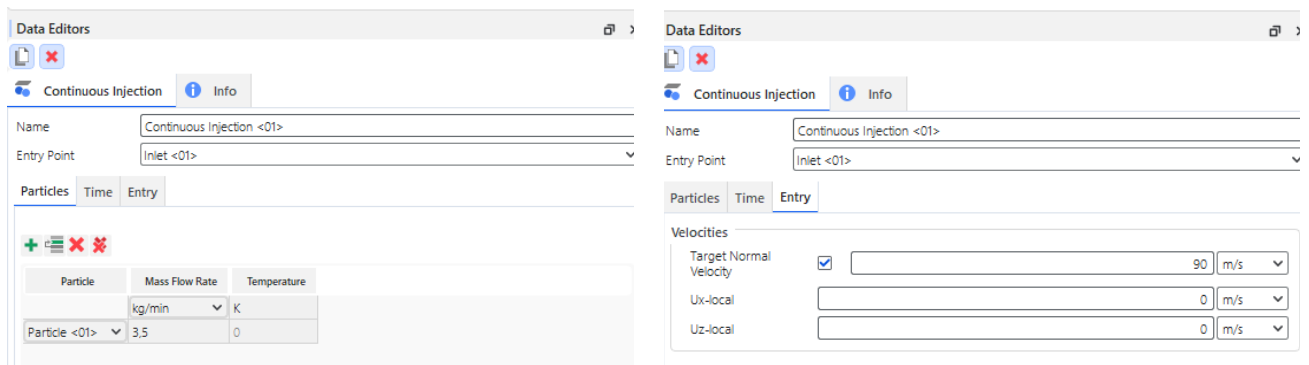 Data Editors
Continuous Injection Info
Name Continuous Injection <01>
Entry Point Inlet <01>
Particles Time Entry
Particle Mass Flow Rate Temperature
kg/min K
Particle <01> 3,5 0
Data Editors
Continuous Injection Info
Name Continuous Injection <01>
Entry Point Inlet <01>
Particles Time Entry
Velocities
Target Normal
Velocity 90 m/s
Ux-local 0 m/s
Uz-local 0 m/s